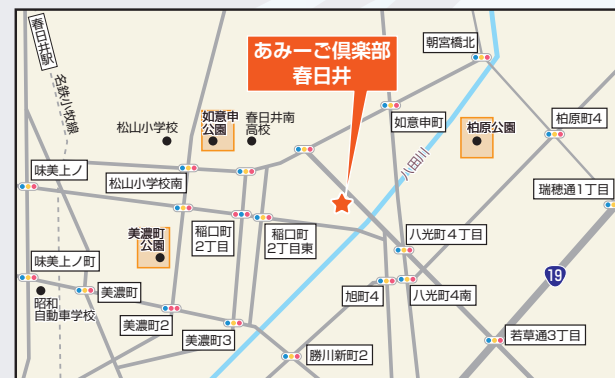 春日井駅
名鉄小牧線
あみーご倶楽部
春日井
朝宮橋北
松山小学校
如意申
公園
春日井南
高校
如意申町
柏原公園
柏原町4
味美上ノ
松山小学校南
八田川
瑞穂通1丁目
美濃町
公園
稲口町
2丁目
稲口町
2丁目東
八光町4丁目
味美上ノ町
昭和
自動車学校
美濃町
旭町4
八光町4南
19
美濃町2
美濃町3
勝川新町2
若草通3丁目